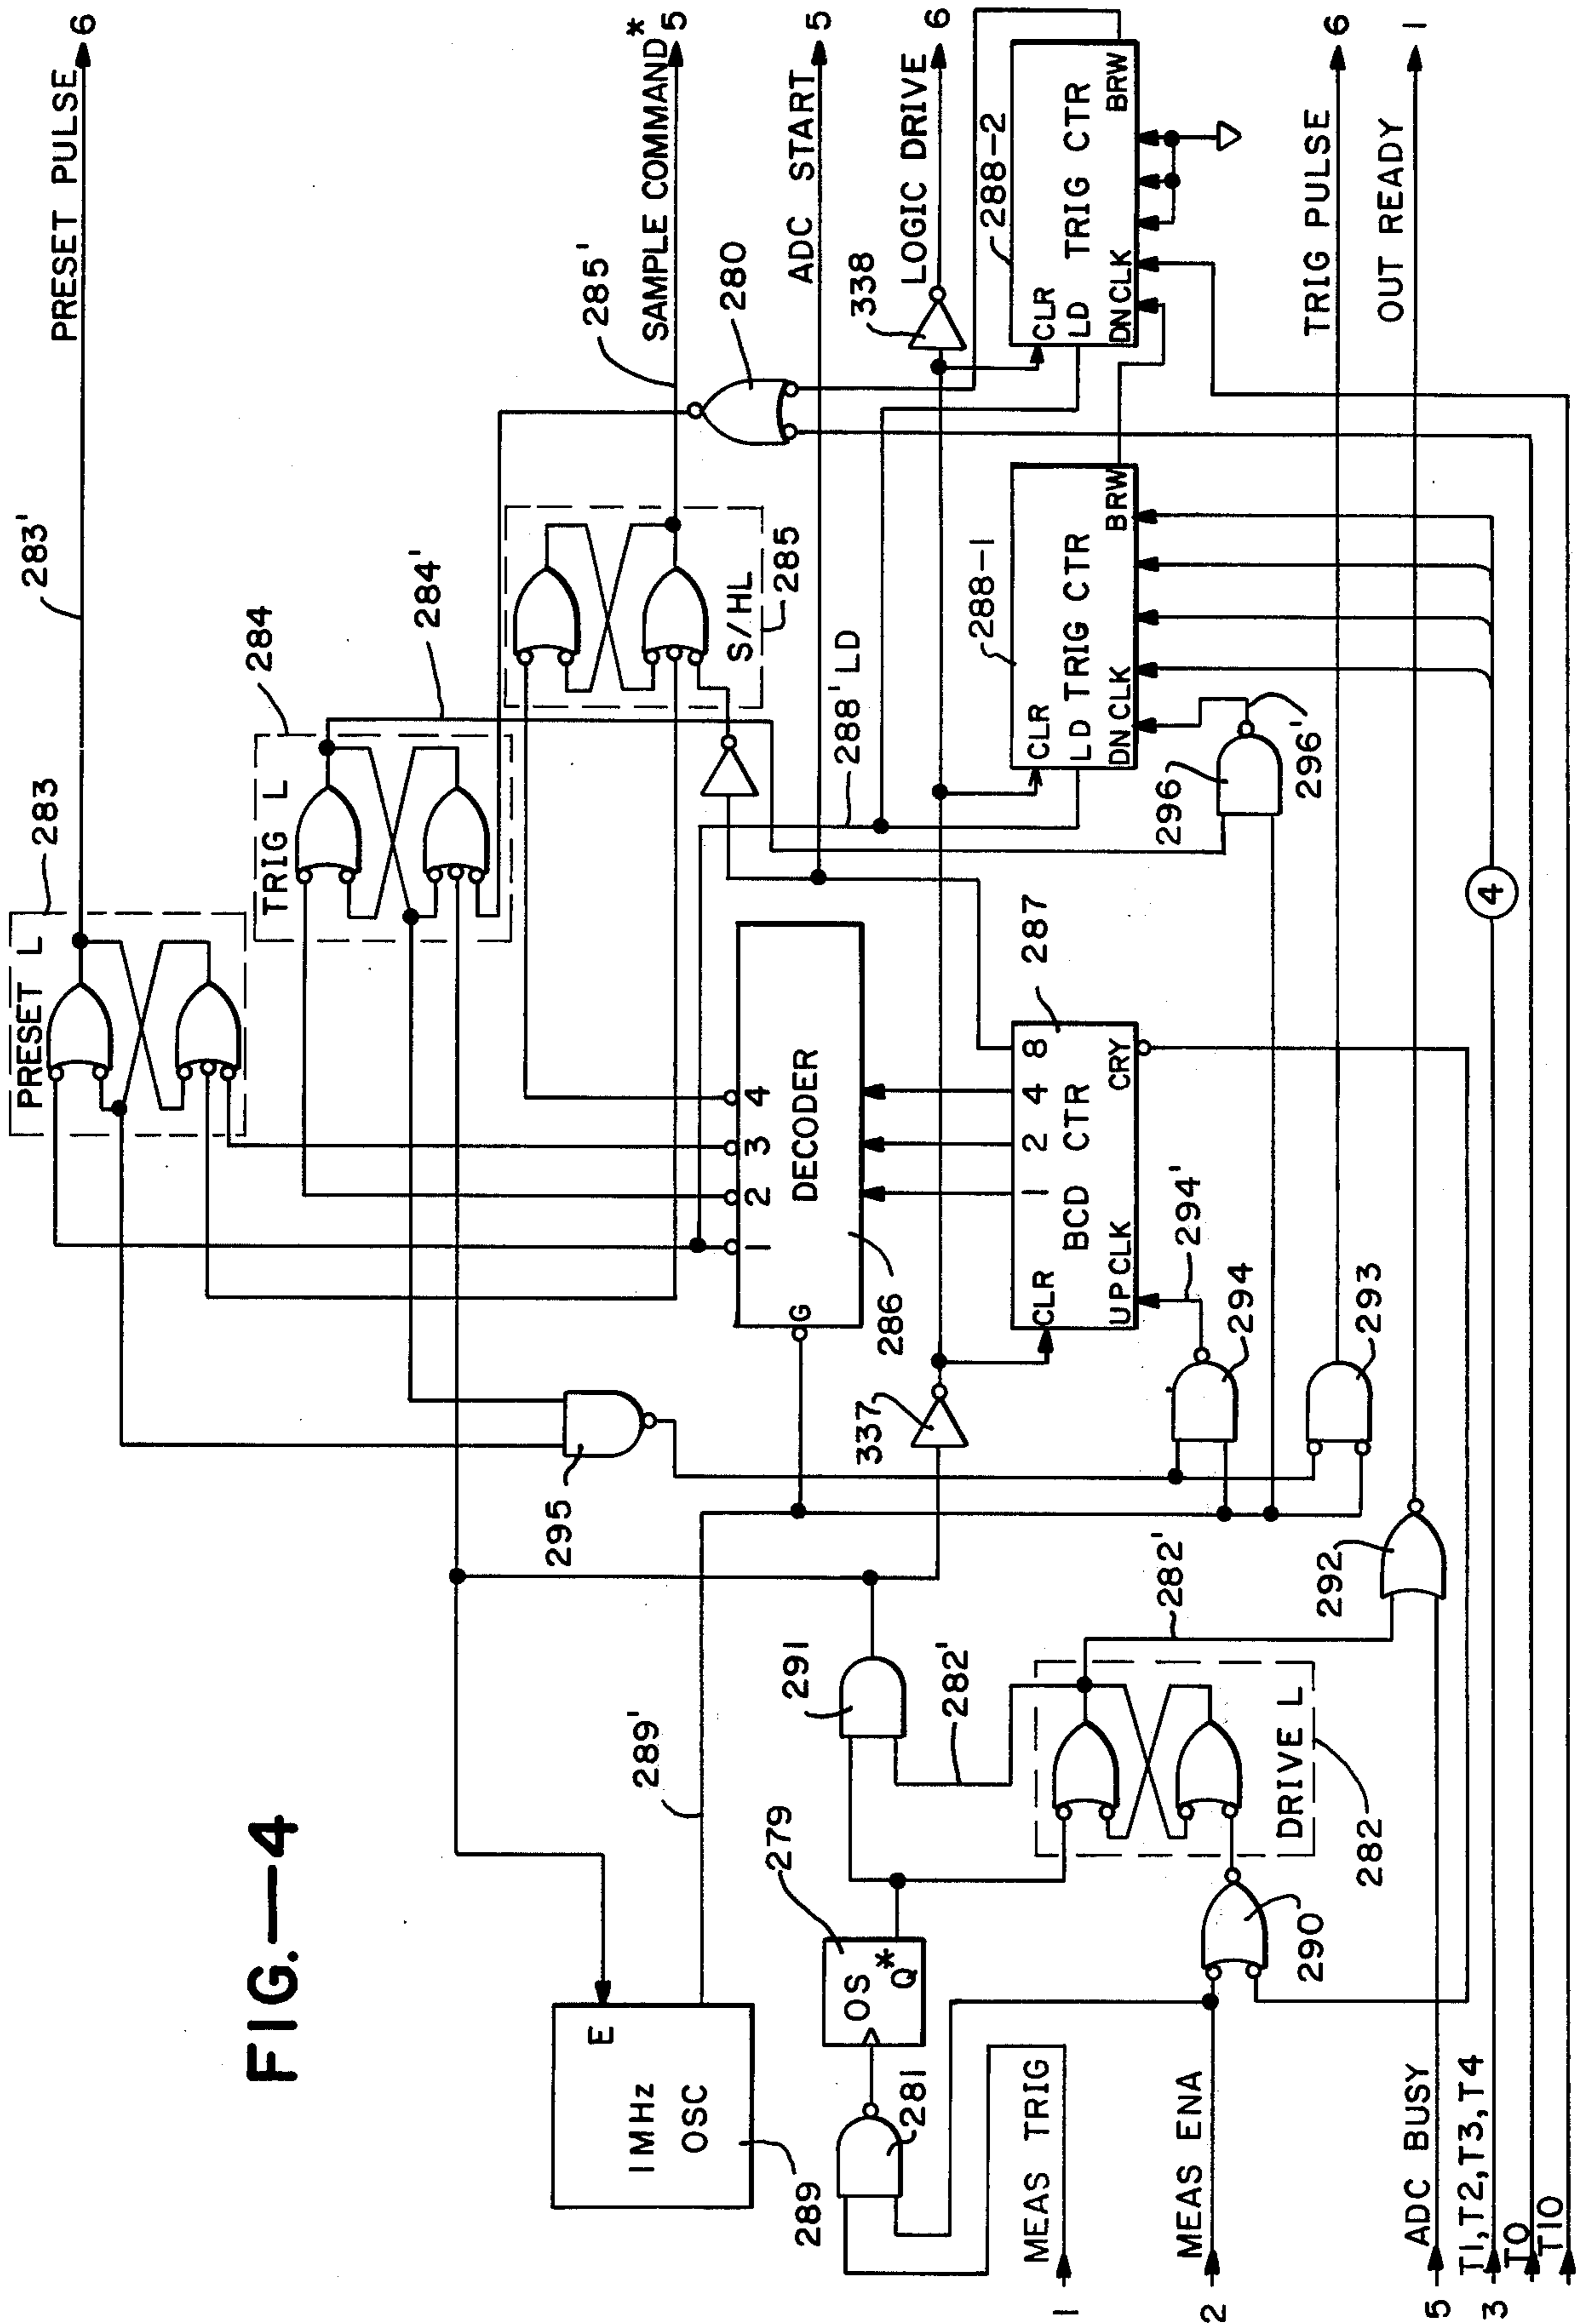 FIG.—4
PRESET PULSE
6
283'
283
PRESET L
284
TRIG L
284'
SAMPLE COMMAND*
5
285'
S/HL
285
280
ADC START
5
288' LD
LOGIC DRIVE
6
338
288-2
CLR
LD TRIG CTR
DN CLK
BRW
288-1
CLR
LD TRIG CTR
DN CLK
BRW
296
296'
TRIG PULSE
6
OUT READY
1
DECODER
G
1
2
3
4
286
287
CLR
1
2
4
8
BCD CTR
UP CLK
CRY
294'
294
293
295
337
292
282'
291
282'
DRIVE L
282
289'
279
OS
Q*
290
1MHz
OSC
E
289
281
MEAS TRIG
1
MEAS ENA
2
ADC BUSY
5
T1,T2,T3,T4
3
4
T0
T10